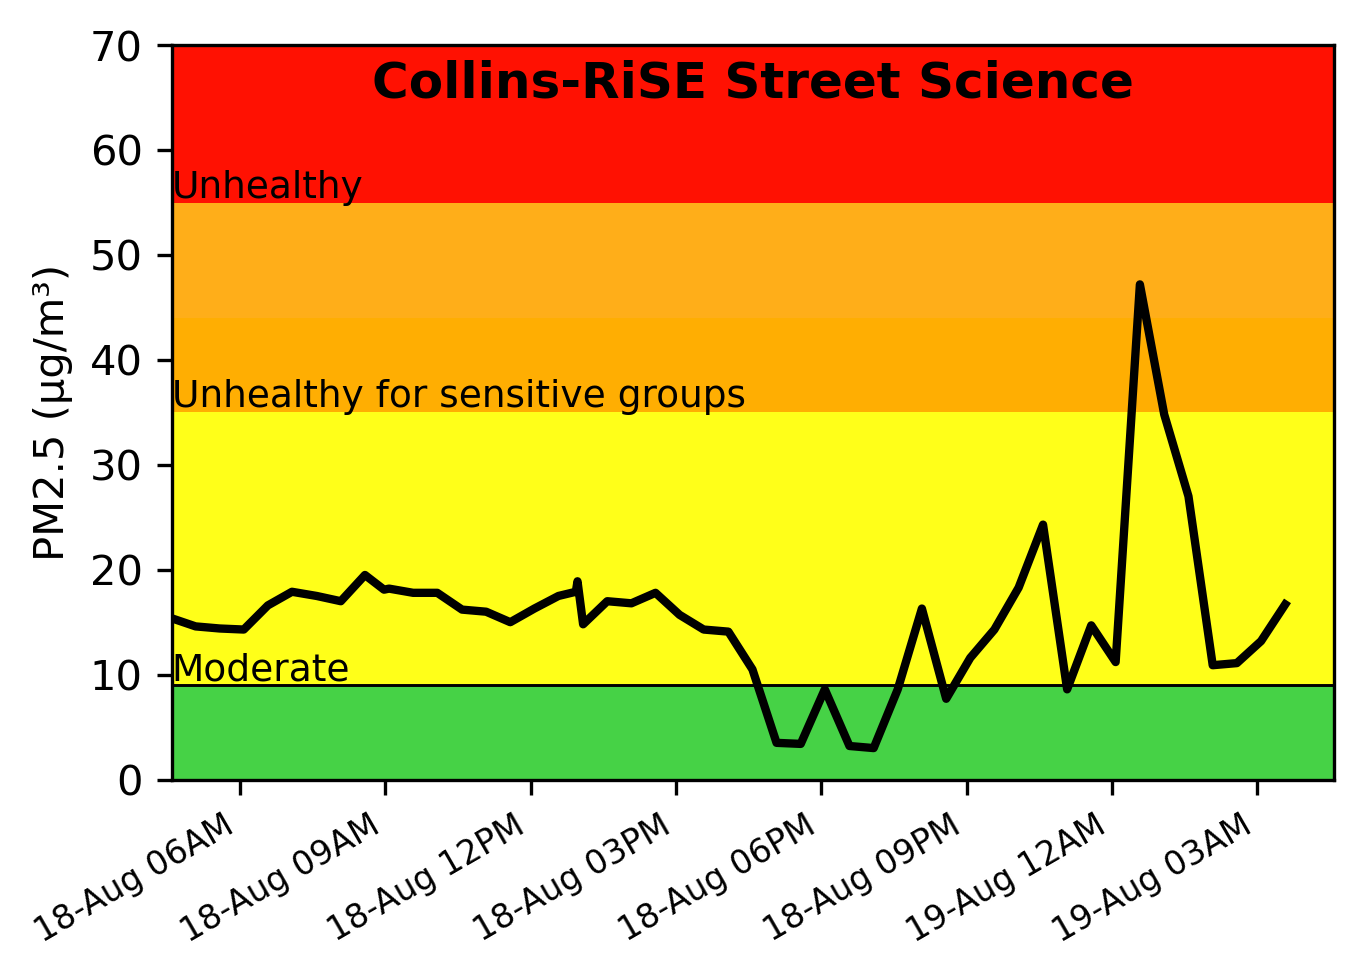 Collins-RiSE Street Science
70
60
50
40
30
20
10
0
PM2.5 (µg/m³)
Unhealthy
Unhealthy for sensitive groups
Moderate
18-Aug 06AM
18-Aug 09AM
18-Aug 12PM
18-Aug 03PM
18-Aug 06PM
18-Aug 09PM
19-Aug 12AM
19-Aug 03AM